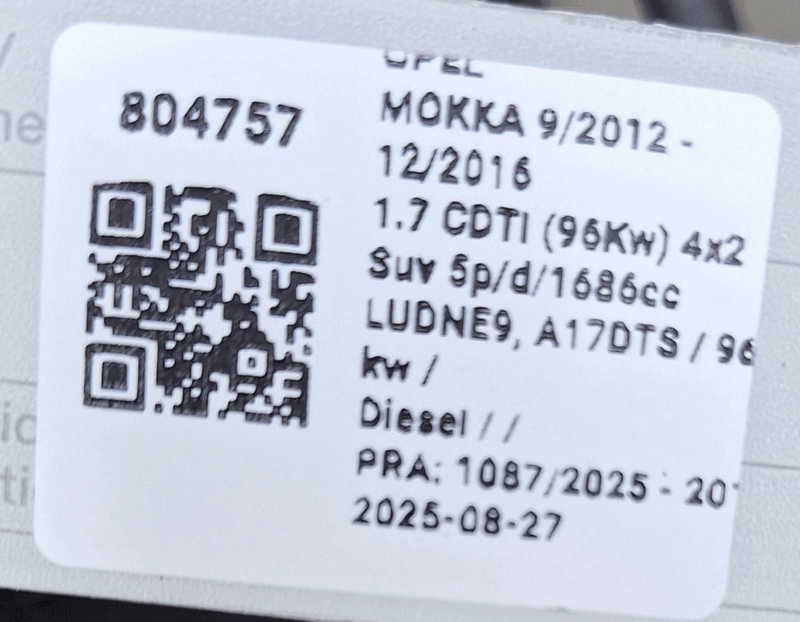 804757
OPEL
MOKKA 9/2012 -
12/2016
1.7 CDTI (96Kw) 4x2
Suv 5p/d/1686cc
LUDNE9, A17DTS / 96
kw /
Diesel / /
PRA: 1087/2025 - 20
2025-08-27